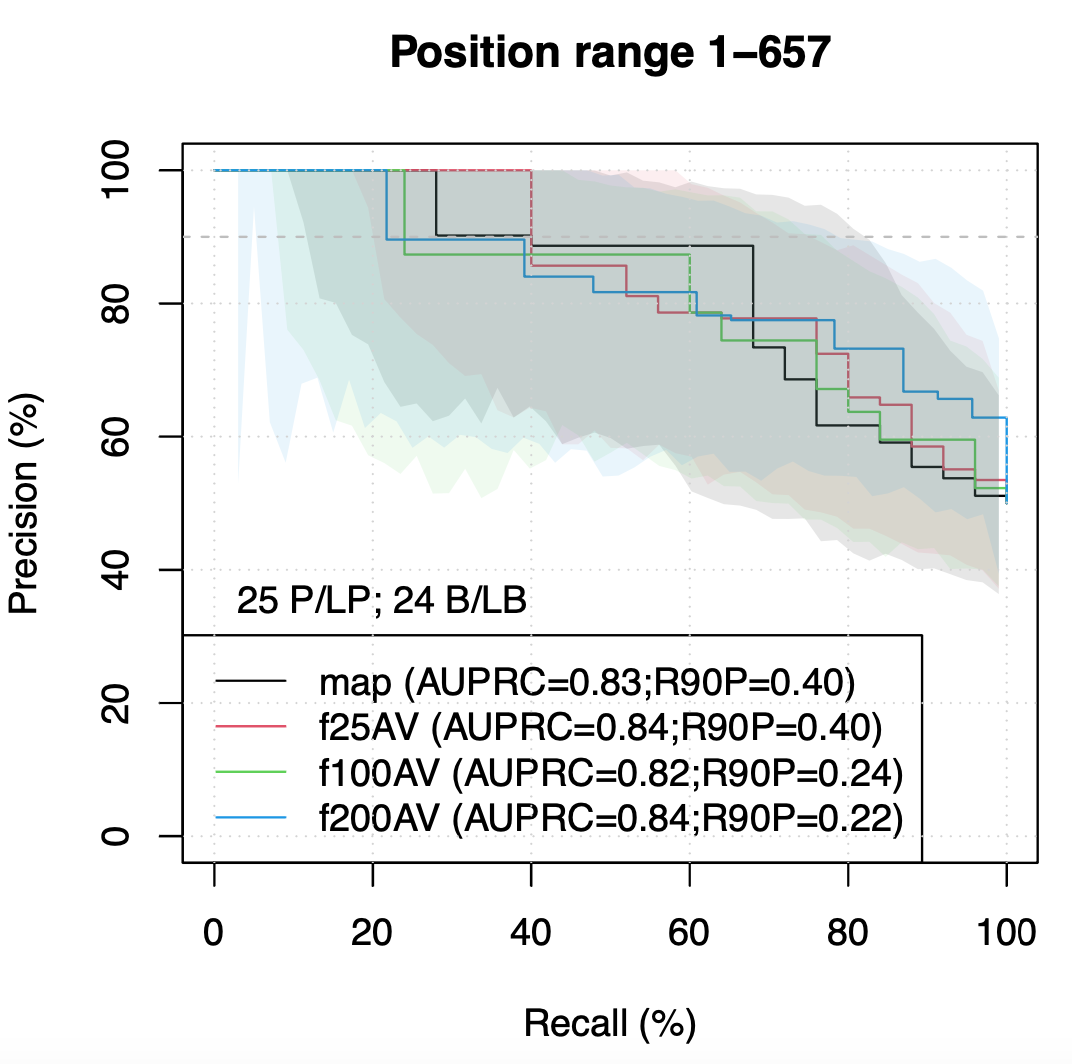 Position range 1–657
Precision (%)
100
80
60
40
20
0
25 P/LP; 24 B/LB
map (AUPRC=0.83;R90P=0.40)
f25AV (AUPRC=0.84;R90P=0.40)
f100AV (AUPRC=0.82;R90P=0.24)
f200AV (AUPRC=0.84;R90P=0.22)
0 20 40 60 80 100
Recall (%)